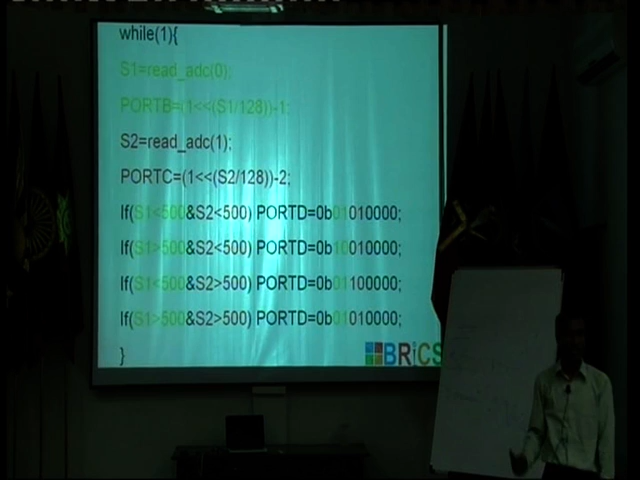 while(1){
S1=read_adc(0);
PORTB=(1<<(S1/128))-1;
S2=read_adc(1);
PORTC=(1<<(S2/128))-2;
If(S1<500&S2<500) PORTD=0b01010000;
If(S1>500&S2<500) PORTD=0b10010000;
If(S1<500&S2>500) PORTD=0b01100000;
If(S1>500&S2>500) PORTD=0b01010000;
}
BRiCS